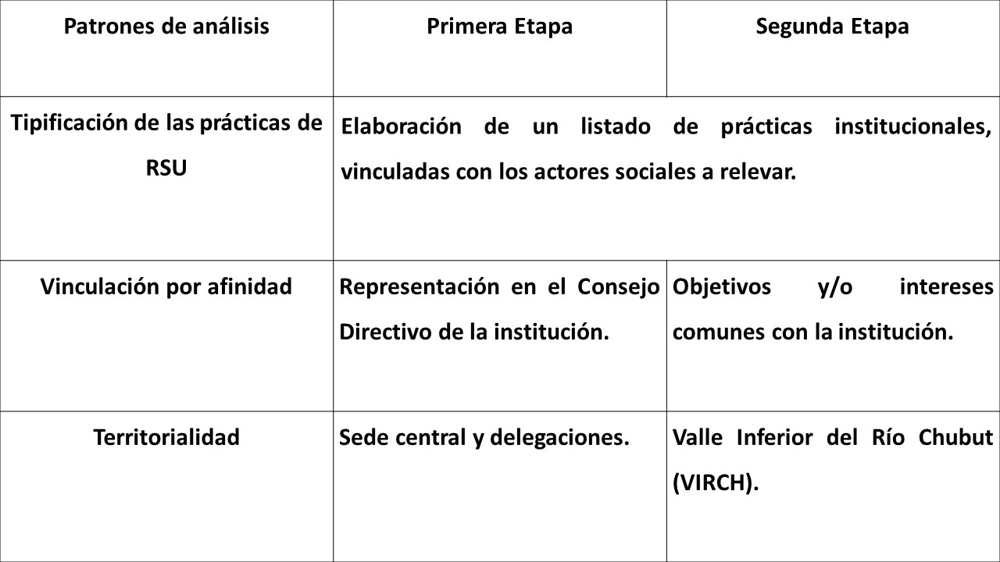 Patrones de análisis
Primera Etapa
Segunda Etapa
Tipificación de las prácticas de
RSU
Elaboración de un listado de prácticas institucionales,
vinculadas con los actores sociales a relevar.
Vinculación por afinidad
Representación en el Consejo
Directivo de la institución.
Objetivos y/o intereses
comunes con la institución.
Territorialidad
Sede central y delegaciones.
Valle Inferior del Río Chubut
(VIRCH).